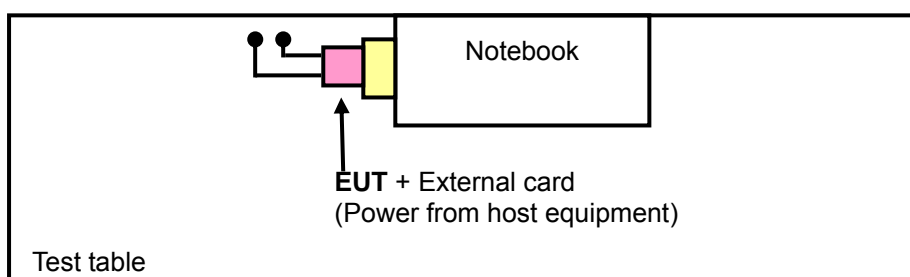 Notebook
EUT + External card
(Power from host equipment)
Test table